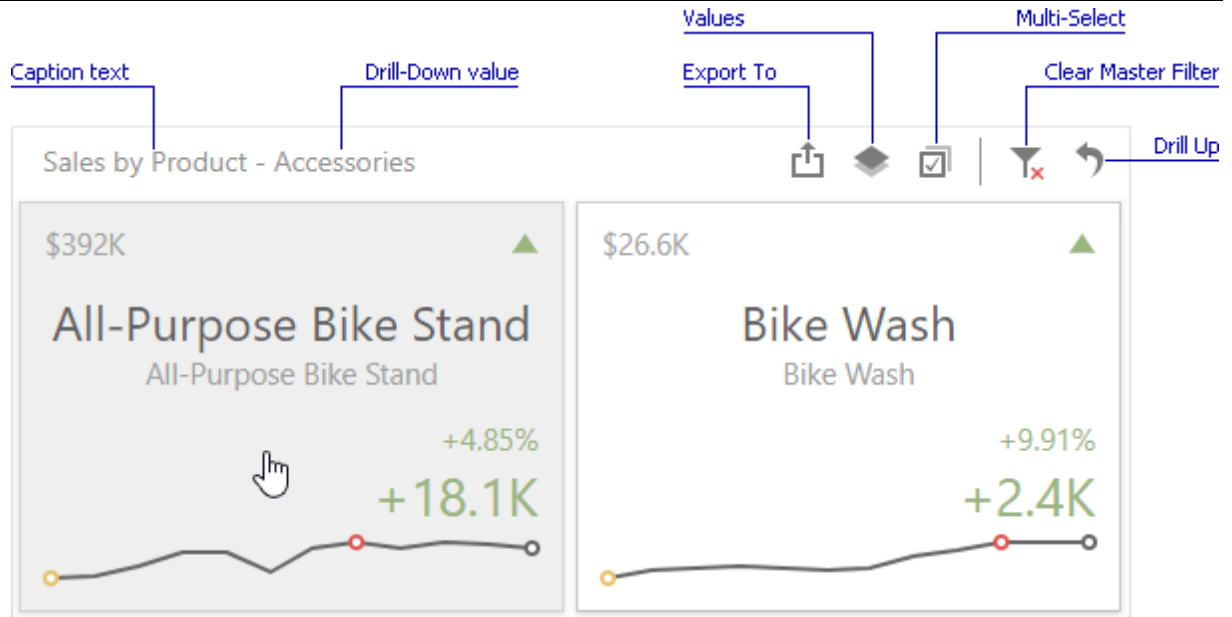 Values
Multi-Select
Caption text
Drill-Down value
Export To
Clear Master Filter
Drill Up
Sales by Product - Accessories
$392K
All-Purpose Bike Stand
All-Purpose Bike Stand
+4.85%
+18.1K
$26.6K
Bike Wash
Bike Wash
+9.91%
+2.4K